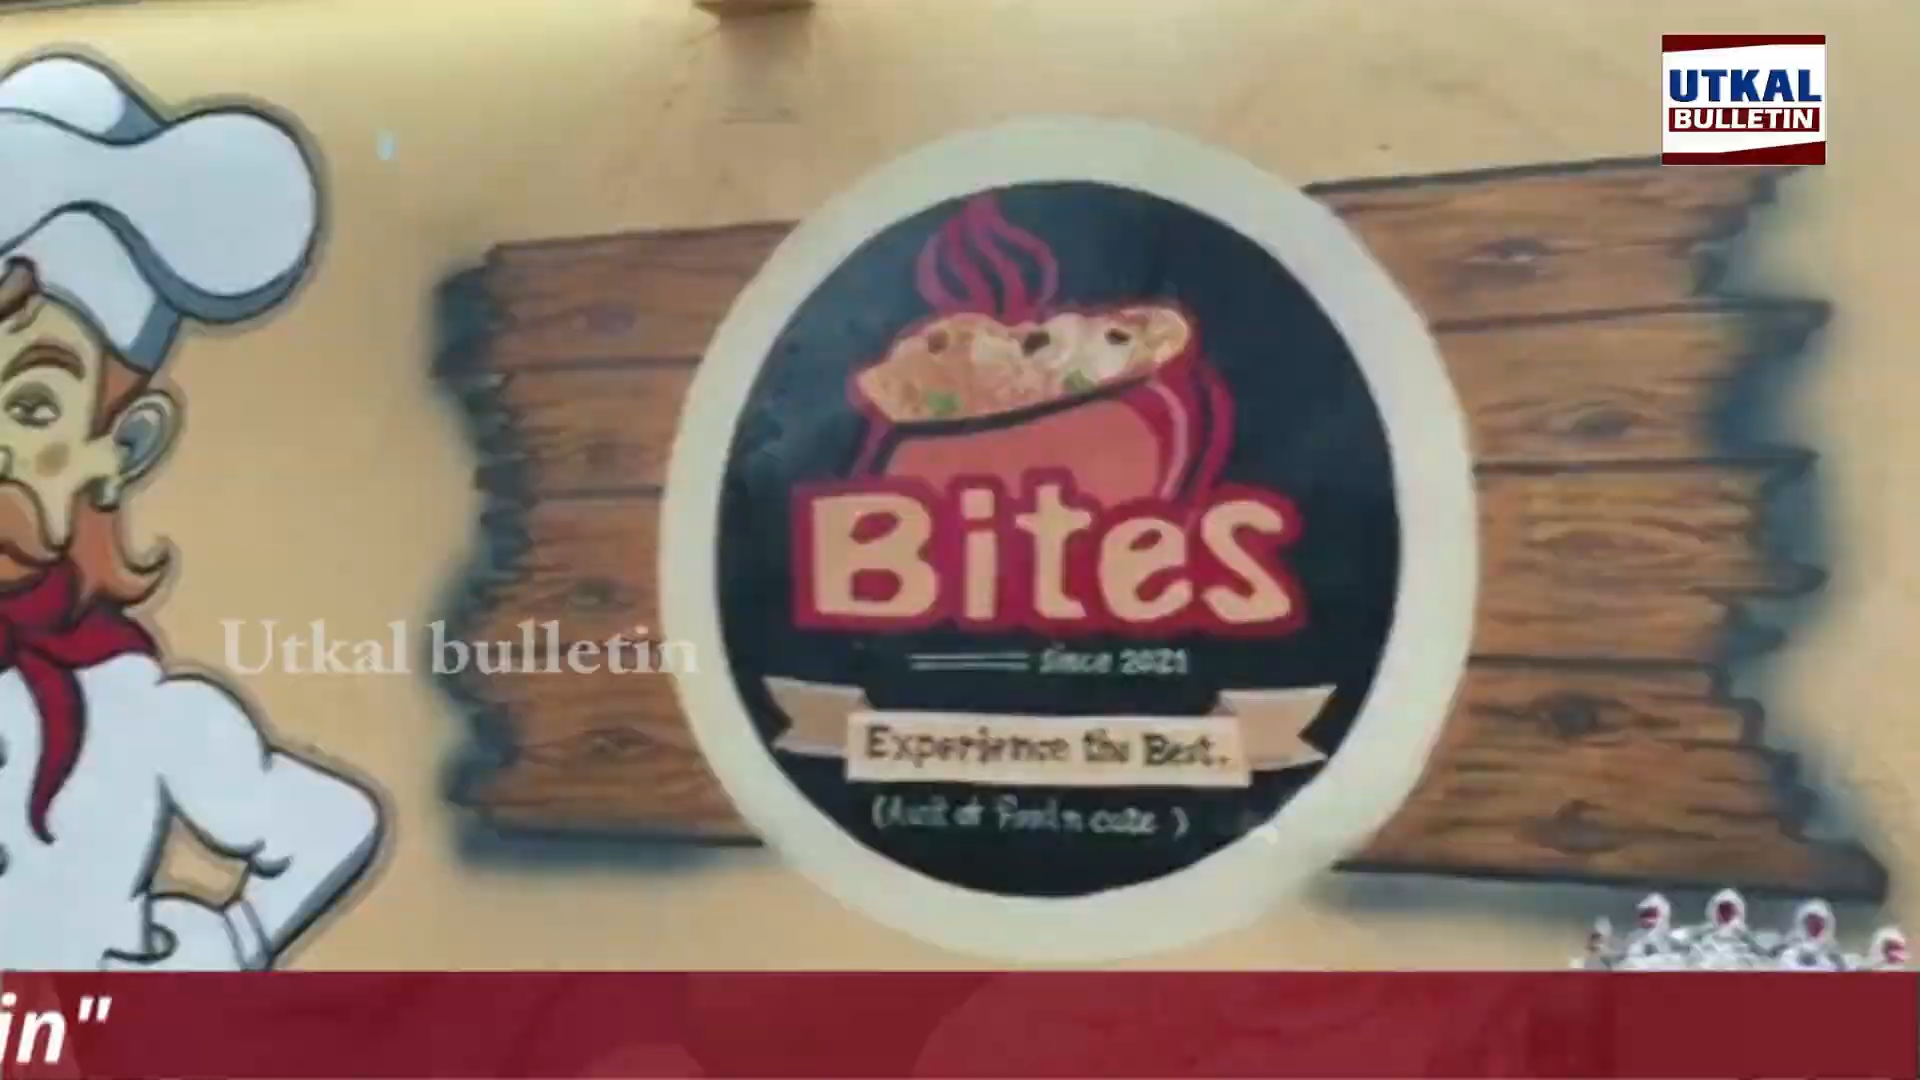 UTKAL
BULLETIN
Bites
since 2021
Utkal bulletin
Experience the Best.
in"